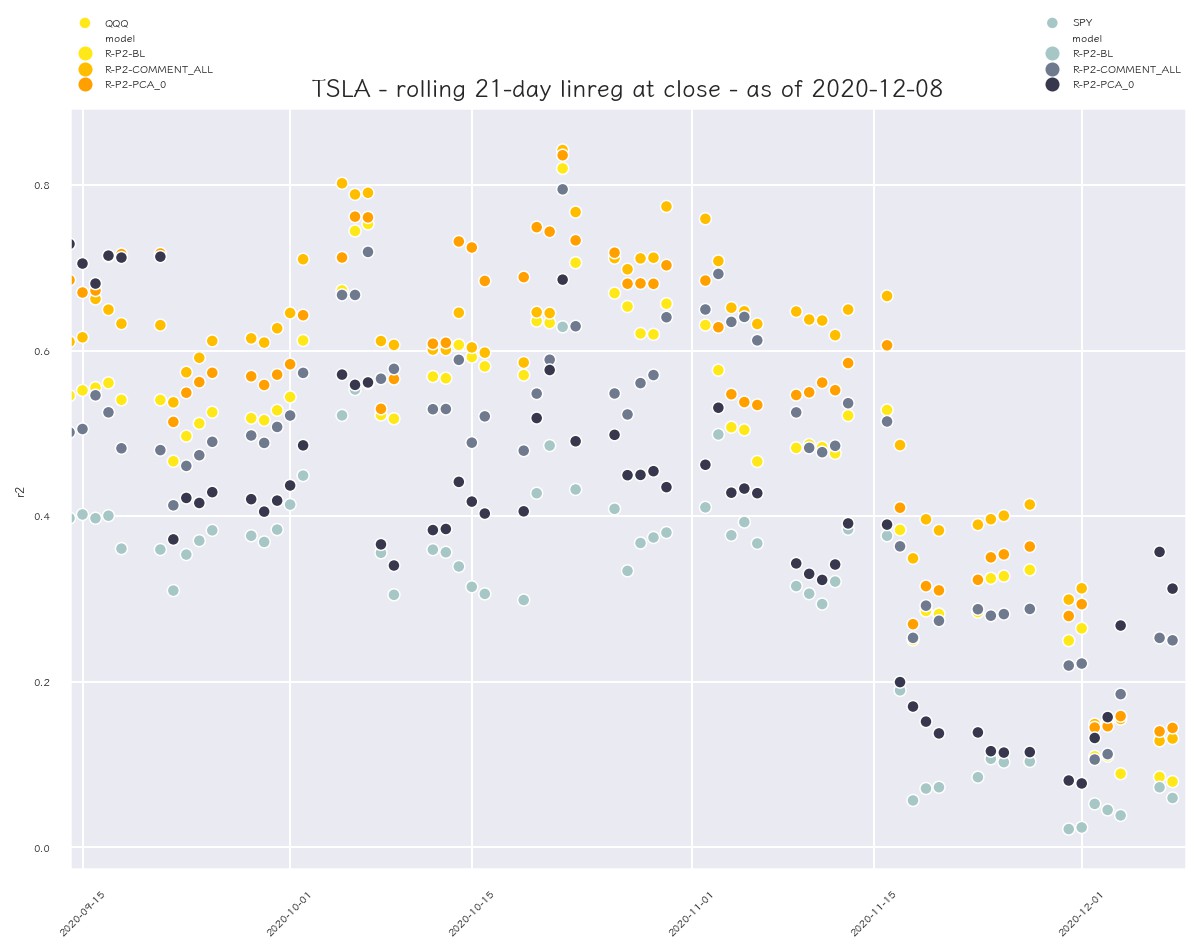 QQQ
model
R-P2-BL
R-P2-COMMENT_ALL
R-P2-PCA_0
SPY
model
R-P2-BL
R-P2-COMMENT_ALL
R-P2-PCA_0
TSLA - rolling 21-day linreg at close - as of 2020-12-08
0.8
0.6
0.4
0.2
0.0
r2
2020-09-15
2020-10-01
2020-10-15
2020-11-01
2020-11-15
2020-12-01